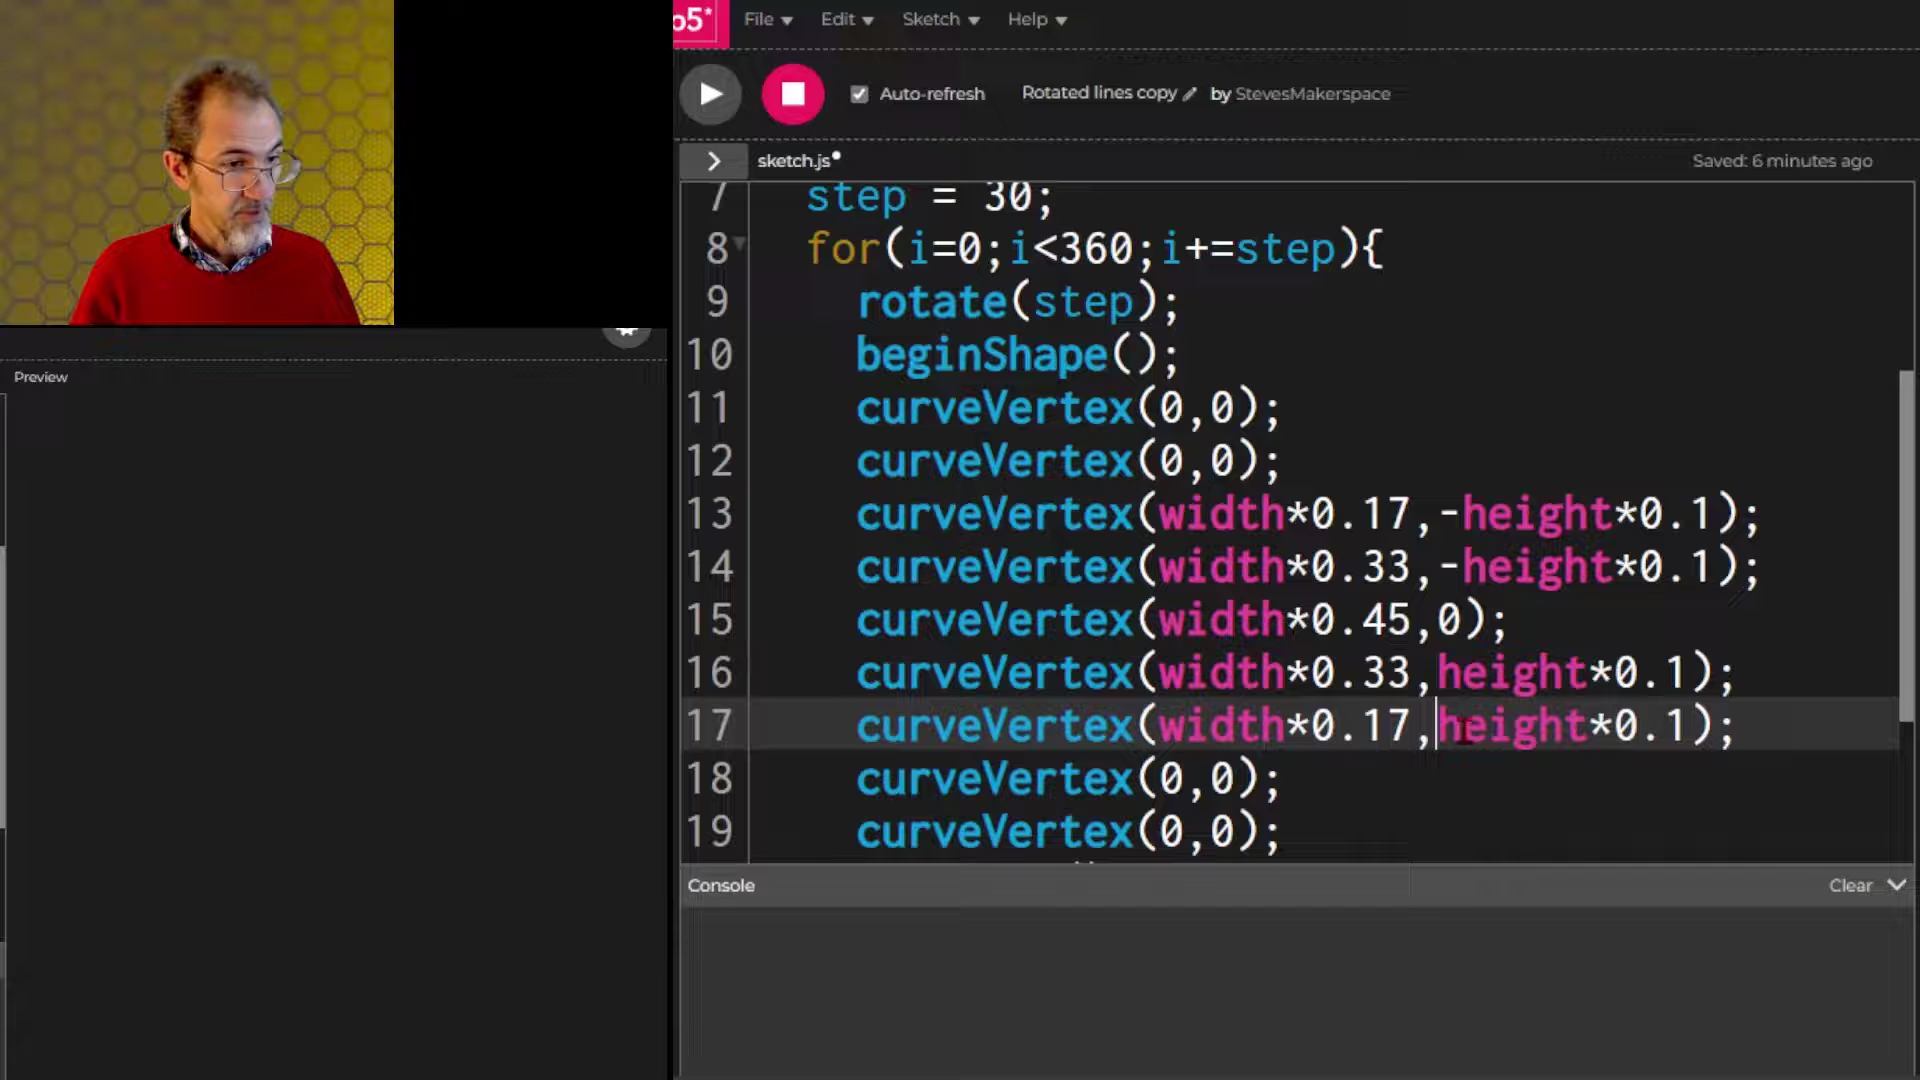 p5* File Edit Sketch Help
Auto-refresh Rotated lines copy by StevesMakerspace
sketch.js Saved: 6 minutes ago
Preview
7 step = 30;
8 for(i=0;i<360;i+=step){
9 rotate(step);
10 beginShape();
11 curveVertex(0,0);
12 curveVertex(0,0);
13 curveVertex(width*0.17,-height*0.1);
14 curveVertex(width*0.33,-height*0.1);
15 curveVertex(width*0.45,0);
16 curveVertex(width*0.33,height*0.1);
17 curveVertex(width*0.17,height*0.1);
18 curveVertex(0,0);
19 curveVertex(0,0);
Console Clear